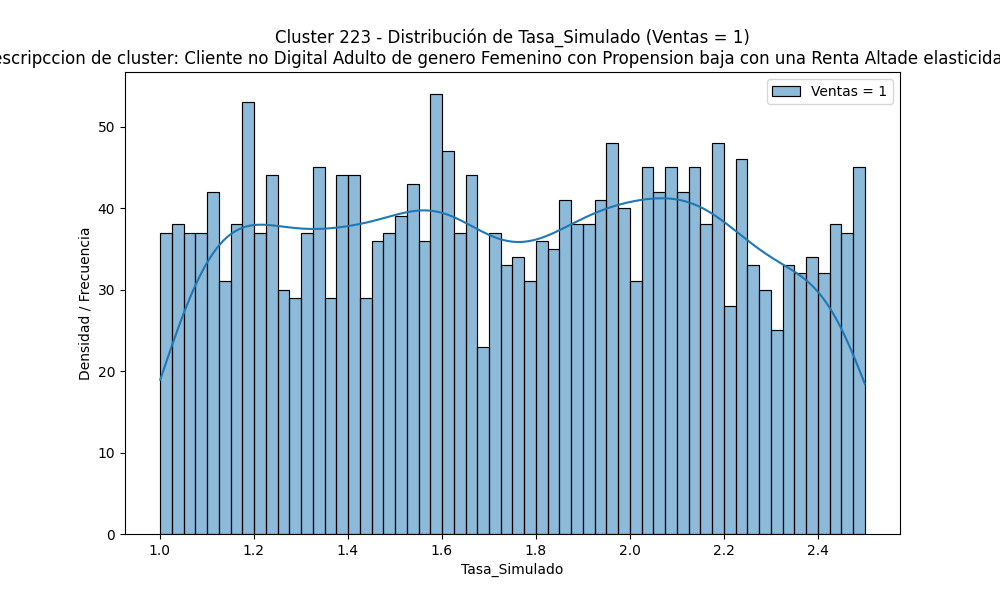 Cluster 223 - Distribución de Tasa_Simulado (Ventas = 1)
escripccion de cluster: Cliente no Digital Adulto de genero Femenino con Propension baja con una Renta Altade elasticida
Ventas = 1
Densidad / Frecuencia
50
40
30
20
10
0
1.0 1.2 1.4 1.6 1.8 2.0 2.2 2.4
Tasa_Simulado